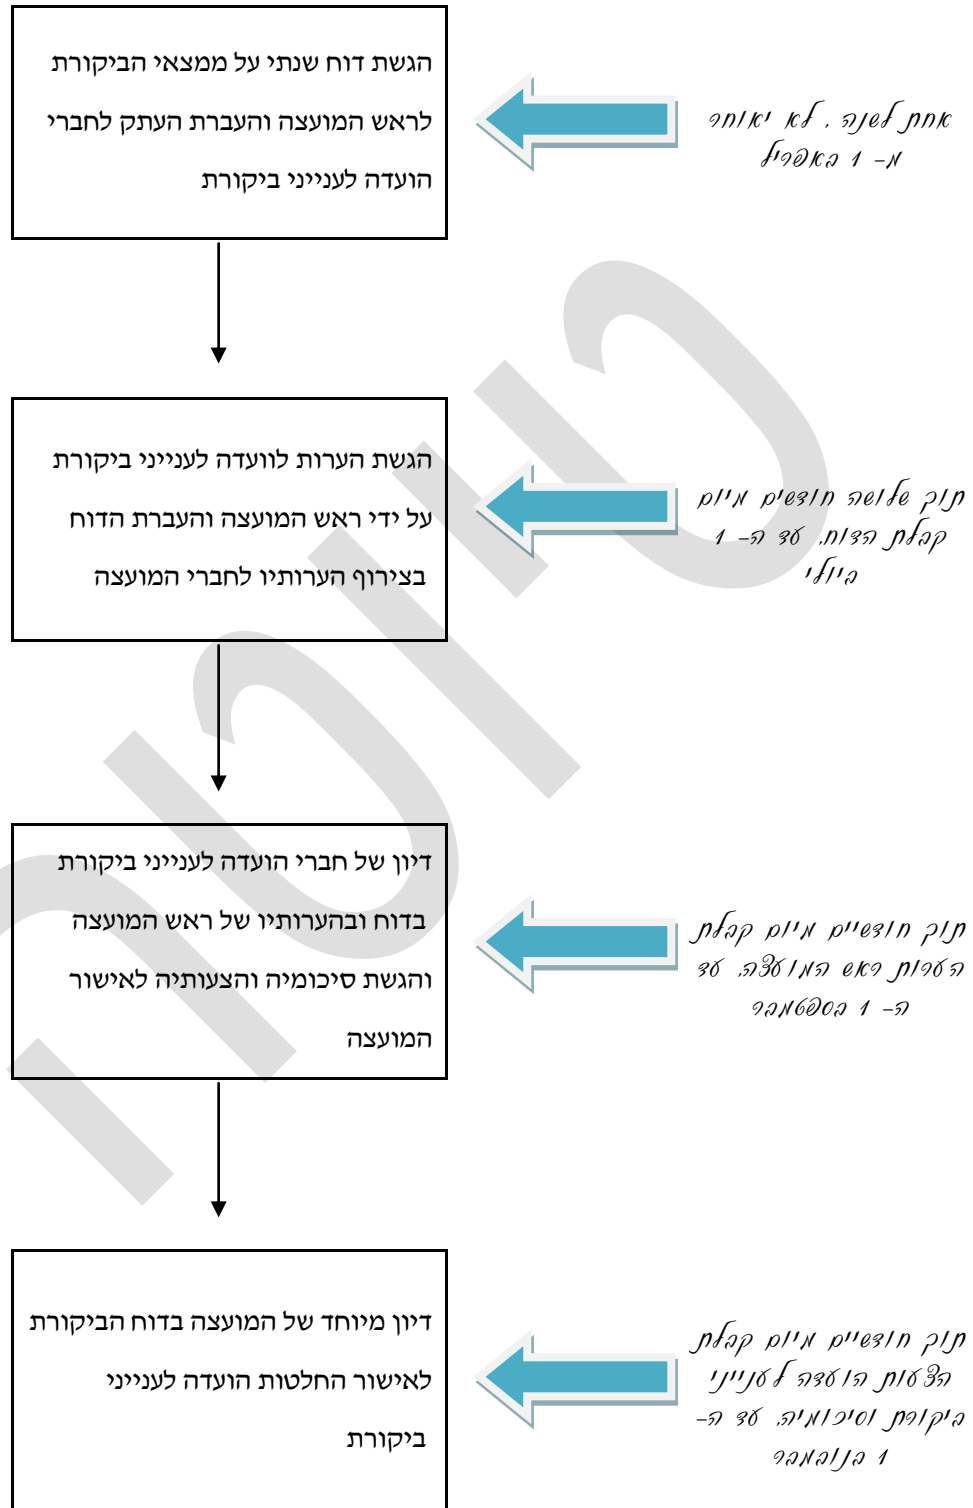 הגשת דוח שנתי על ממצאי הביקורת
לראש המועצה והעברת העתק לחברי
הועדה לענייני ביקורת
אחת לשנה, לא יאוחר
מ- 1 באפריל
הגשת הערות לוועדה לענייני ביקורת
על ידי ראש המועצה והעברת הדוח
בצירוף הערותיו לחברי המועצה
תוך שלושה חודשים מיום
קבלת הדוח, עד ה- 1
ביולי
דיון של חברי הועדה לענייני ביקורת
בדוח ובהערותיו של ראש המועצה
והגשת סיכומיה והצעותיה לאישור
המועצה
תוך חודשיים מיום קבלת
הערות ראש המועצה, עד
ה- 1 בספטמבר
דיון מיוחד של המועצה בדוח הביקורת
לאישור החלטות הועדה לענייני
ביקורת
תוך חודשיים מיום קבלת
הצעות הועדה לענייני
ביקורת וסיכומיה, עד ה-
1 בנובמבר
טיוטה